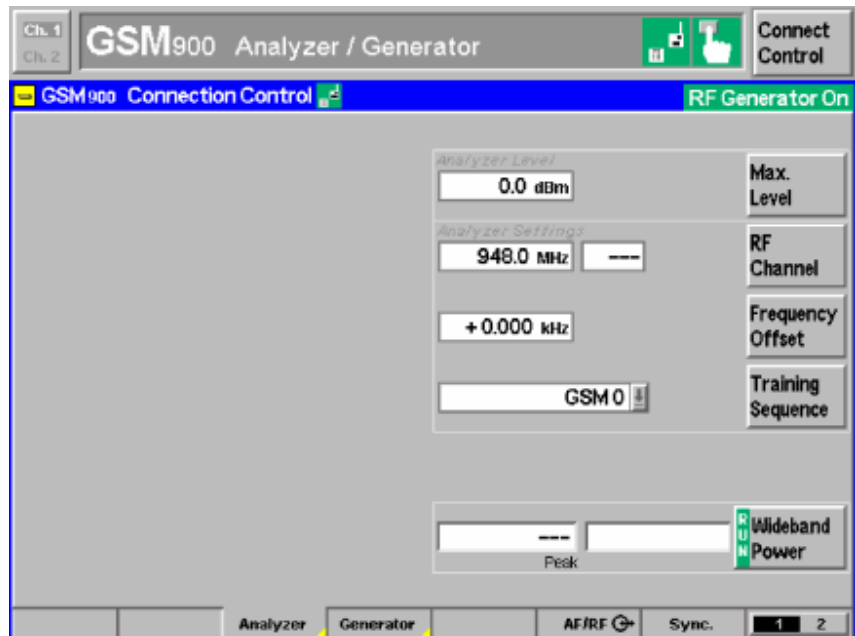 Ch. 1
Ch. 2
GSM900 Analyzer / Generator
Connect
Control
GSM900 Connection Control
RF Generator On
Analyzer Level
0.0 dBm
Max.
Level
Analyzer Settings
948.0 MHz
---
RF
Channel
+ 0.000 kHz
Frequency
Offset
GSM 0
Training
Sequence
---
Peak
RUN
Wideband
Power
Analyzer
Generator
AF/RF
Sync.
1 2